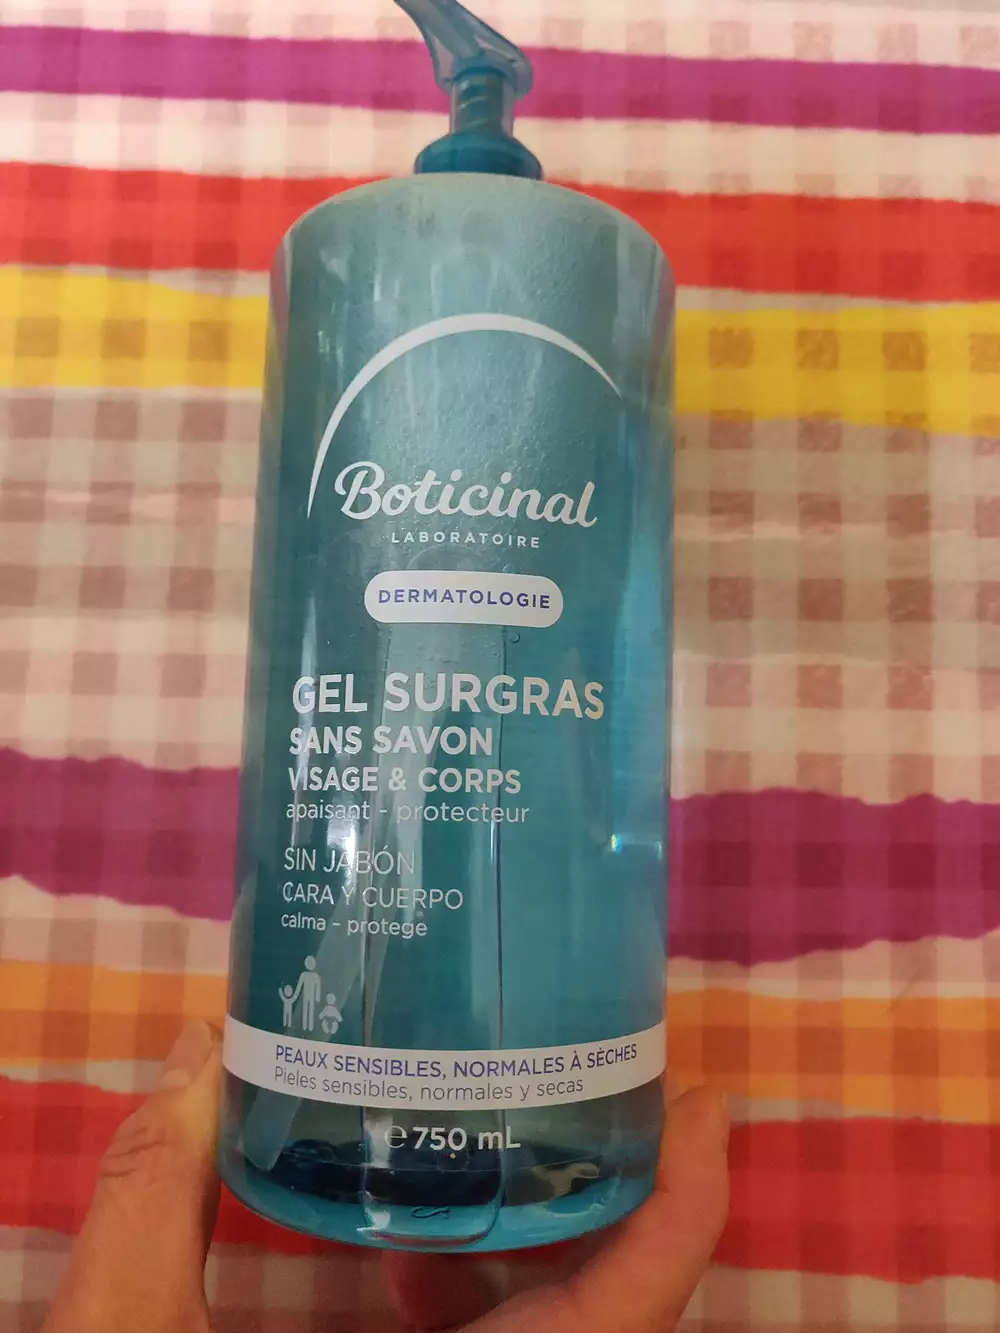 Boticinal
LABORATOIRE
DERMATOLOGIE
GEL SURGRAS
SANS SAVON
VISAGE & CORPS
apaisant - protecteur
SIN JABÓN
CARA Y CUERPO
calma - protege
PEAUX SENSIBLES, NORMALES À SÈCHES
Pieles sensibles, normales y secas
℮ 750 mL